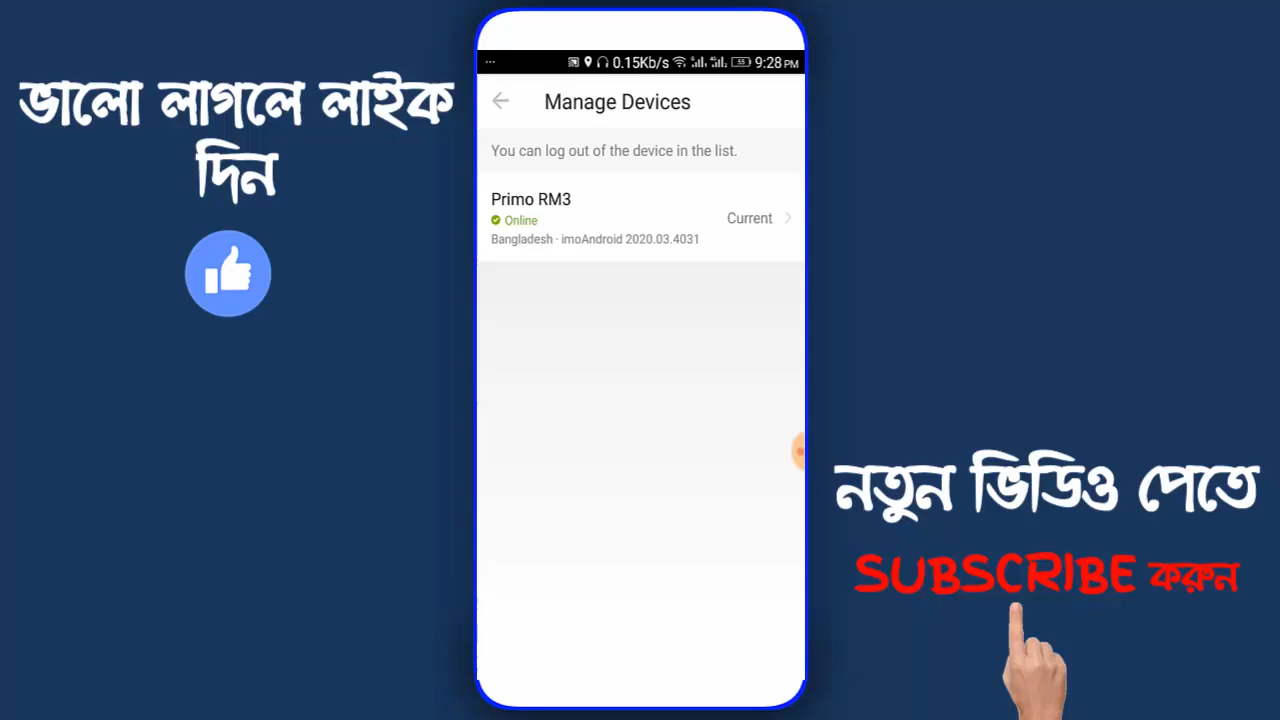 ভালো লাগলে লাইক
দিন
... 0.15Kb/s 55 9:28 PM
Manage Devices
You can log out of the device in the list.
Primo RM3
Online
Current
Bangladesh · imoAndroid 2020.03.4031
নতুন ভিডিও পেতে
SUBSCRIBE করুন